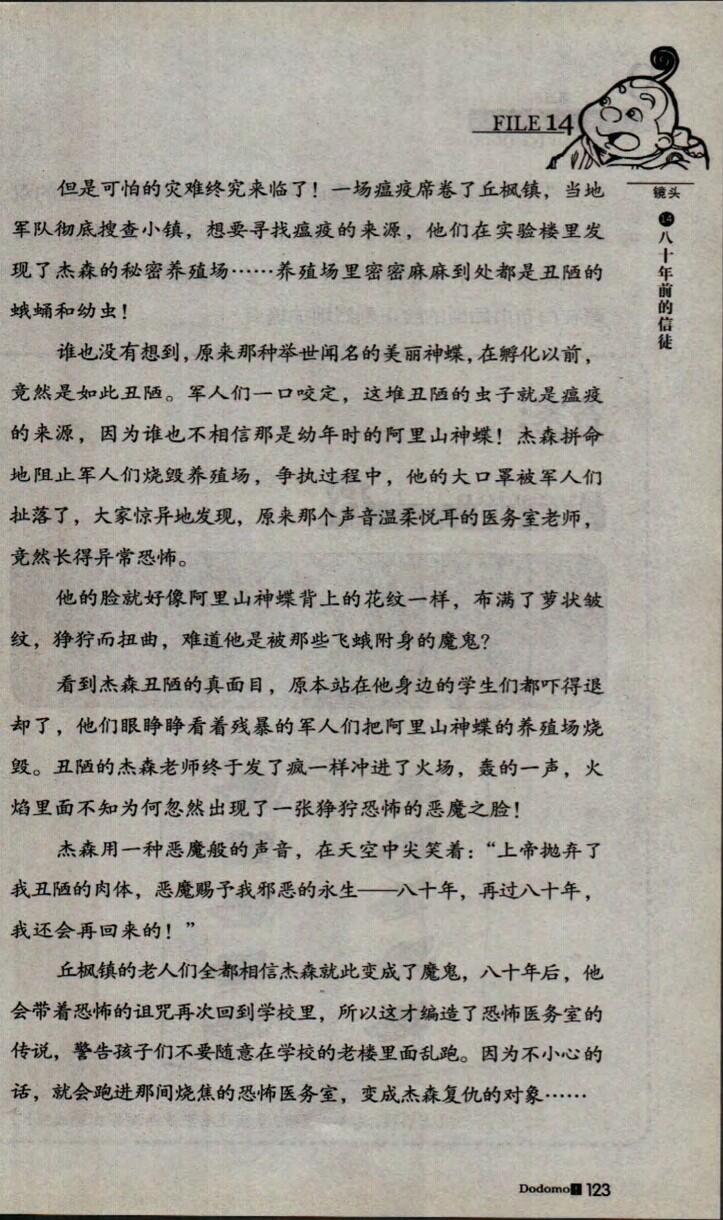 FILE 14
镜头
14 八十年前的信徒
但是可怕的灾难终究来临了！一场瘟疫席卷了丘枫镇，当地
军队彻底搜查小镇，想要寻找瘟疫的来源，他们在实验楼里发
现了杰森的秘密养殖场……养殖场里密密麻麻到处都是丑陋的
蛾蛹和幼虫！
谁也没有想到，原来那种举世闻名的美丽神蝶，在孵化以前，
竟然是如此丑陋。军人们一口咬定，这堆丑陋的虫子就是瘟疫
的来源，因为谁也不相信那是幼年时的阿里山神蝶！杰森拼命
地阻止军人们烧毁养殖场，争执过程中，他的大口罩被军人们
扯落了，大家惊异地发现，原来那个声音温柔悦耳的医务室老师，
竟然长得异常恐怖。
他的脸就好像阿里山神蝶背上的花纹一样，布满了萝状皱
纹，狰狞而扭曲，难道他是被那些飞蛾附身的魔鬼？
看到杰森丑陋的真面目，原本站在他身边的学生们都吓得退
却了，他们眼睁睁看着残暴的军人们把阿里山神蝶的养殖场烧
毁。丑陋的杰森老师终于发了疯一样冲进了火场，轰的一声，火
焰里面不知为何忽然出现了一张狰狞恐怖的恶魔之脸！
杰森用一种恶魔般的声音，在天空中尖笑着：“上帝抛弃了
我丑陋的肉体，恶魔赐予我邪恶的永生——八十年，再过八十年，
我还会再回来的！”
丘枫镇的老人们全都相信杰森就此变成了魔鬼，八十年后，他
会带着恐怖的诅咒再次回到学校里，所以这才编造了恐怖医务室的
传说，警告孩子们不要随意在学校的老楼里面乱跑。因为不小心的
话，就会跑进那间烧焦的恐怖医务室，变成杰森复仇的对象……
Dodomo! 123